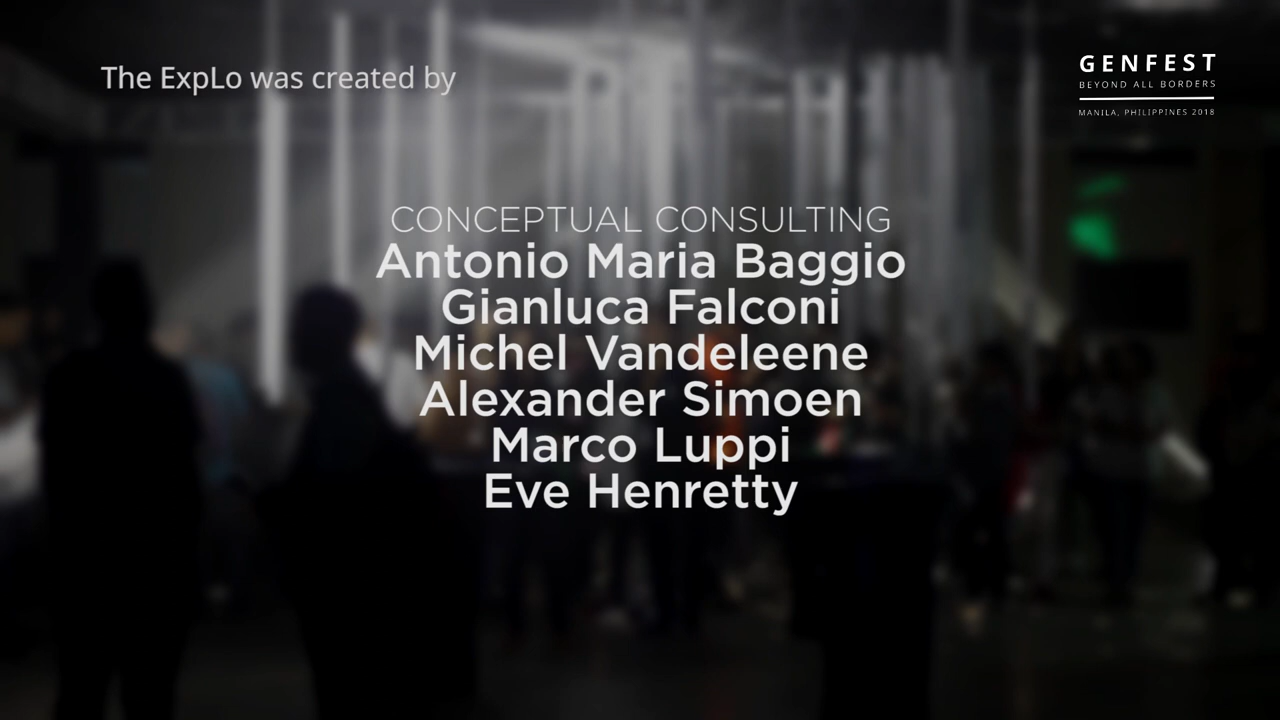 The ExpLo was created by
GENFEST
BEYOND ALL BORDERS
MANILA, PHILIPPINES 2018
CONCEPTUAL CONSULTING
Antonio Maria Baggio
Gianluca Falconi
Michel Vandeleene
Alexander Simoen
Marco Luppi
Eve Henretty